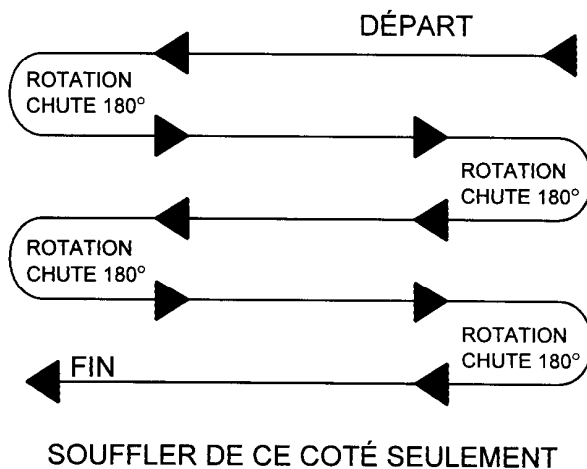 DÉPART
ROTATION
CHUTE 180°
ROTATION
CHUTE 180°
ROTATION
CHUTE 180°
ROTATION
CHUTE 180°
FIN
SOUFFLER DE CE COTÉ SEULEMENT